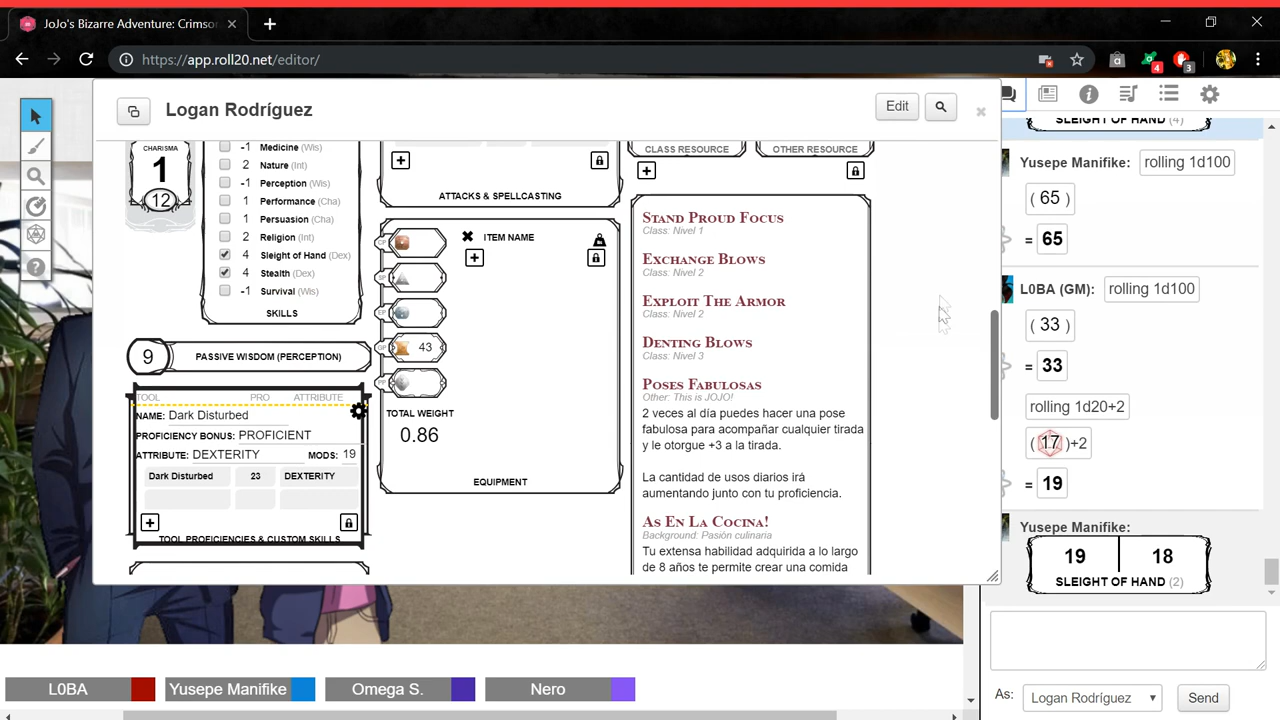 JoJo's Bizarre Adventure: Crimso
https://app.roll20.net/editor/
4
3
Logan Rodríguez
Edit
CHARISMA
1
12
-1 Medicine (Wis)
2 Nature (Int)
-1 Perception (Wis)
1 Performance (Cha)
1 Persuasion (Cha)
2 Religion (Int)
4 Sleight of Hand (Dex)
4 Stealth (Dex)
-1 Survival (Wis)
SKILLS
9 PASSIVE WISDOM (PERCEPTION)
TOOL PRO ATTRIBUTE
NAME: Dark Disturbed
PROFICIENCY BONUS: PROFICIENT
ATTRIBUTE: DEXTERITY MODS: 19
Dark Disturbed 23 DEXTERITY
TOOL PROFICIENCIES & CUSTOM SKILLS
ATTACKS & SPELLCASTING
CP
SP
EP
GP 43
PP
ITEM NAME
TOTAL WEIGHT
0.86
EQUIPMENT
CLASS RESOURCE
OTHER RESOURCE
Stand Proud Focus
Class: Nivel 1
Exchange Blows
Class: Nivel 2
Exploit The Armor
Class: Nivel 2
Denting Blows
Class: Nivel 3
Poses Fabulosas
Other: This is JOJO!
2 veces al día puedes hacer una pose
fabulosa para acompañar cualquier tirada
y le otorgue +3 a la tirada.
La cantidad de usos diarios irá
aumentando junto con tu proficiencia.
As En La Cocina!
Background: Pasión culinaria
Tu extensa habilidad adquirida a lo largo
de 8 años te permite crear una comida
SLEIGHT OF HAND (4)
Yusepe Manifike: rolling 1d100
(65)
= 65
L0BA (GM): rolling 1d100
(33)
= 33
rolling 1d20+2
(17)+2
= 19
Yusepe Manifike:
19 18
SLEIGHT OF HAND (2)
As: Logan Rodríguez
Send
L0BA
Yusepe Manifike
Omega S.
Nero